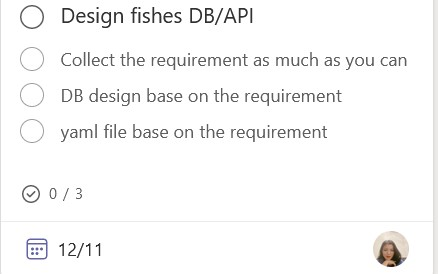 Design fishes DB/API
Collect the requirement as much as you can
DB design base on the requirement
yaml file base on the requirement
0 / 3
12/11